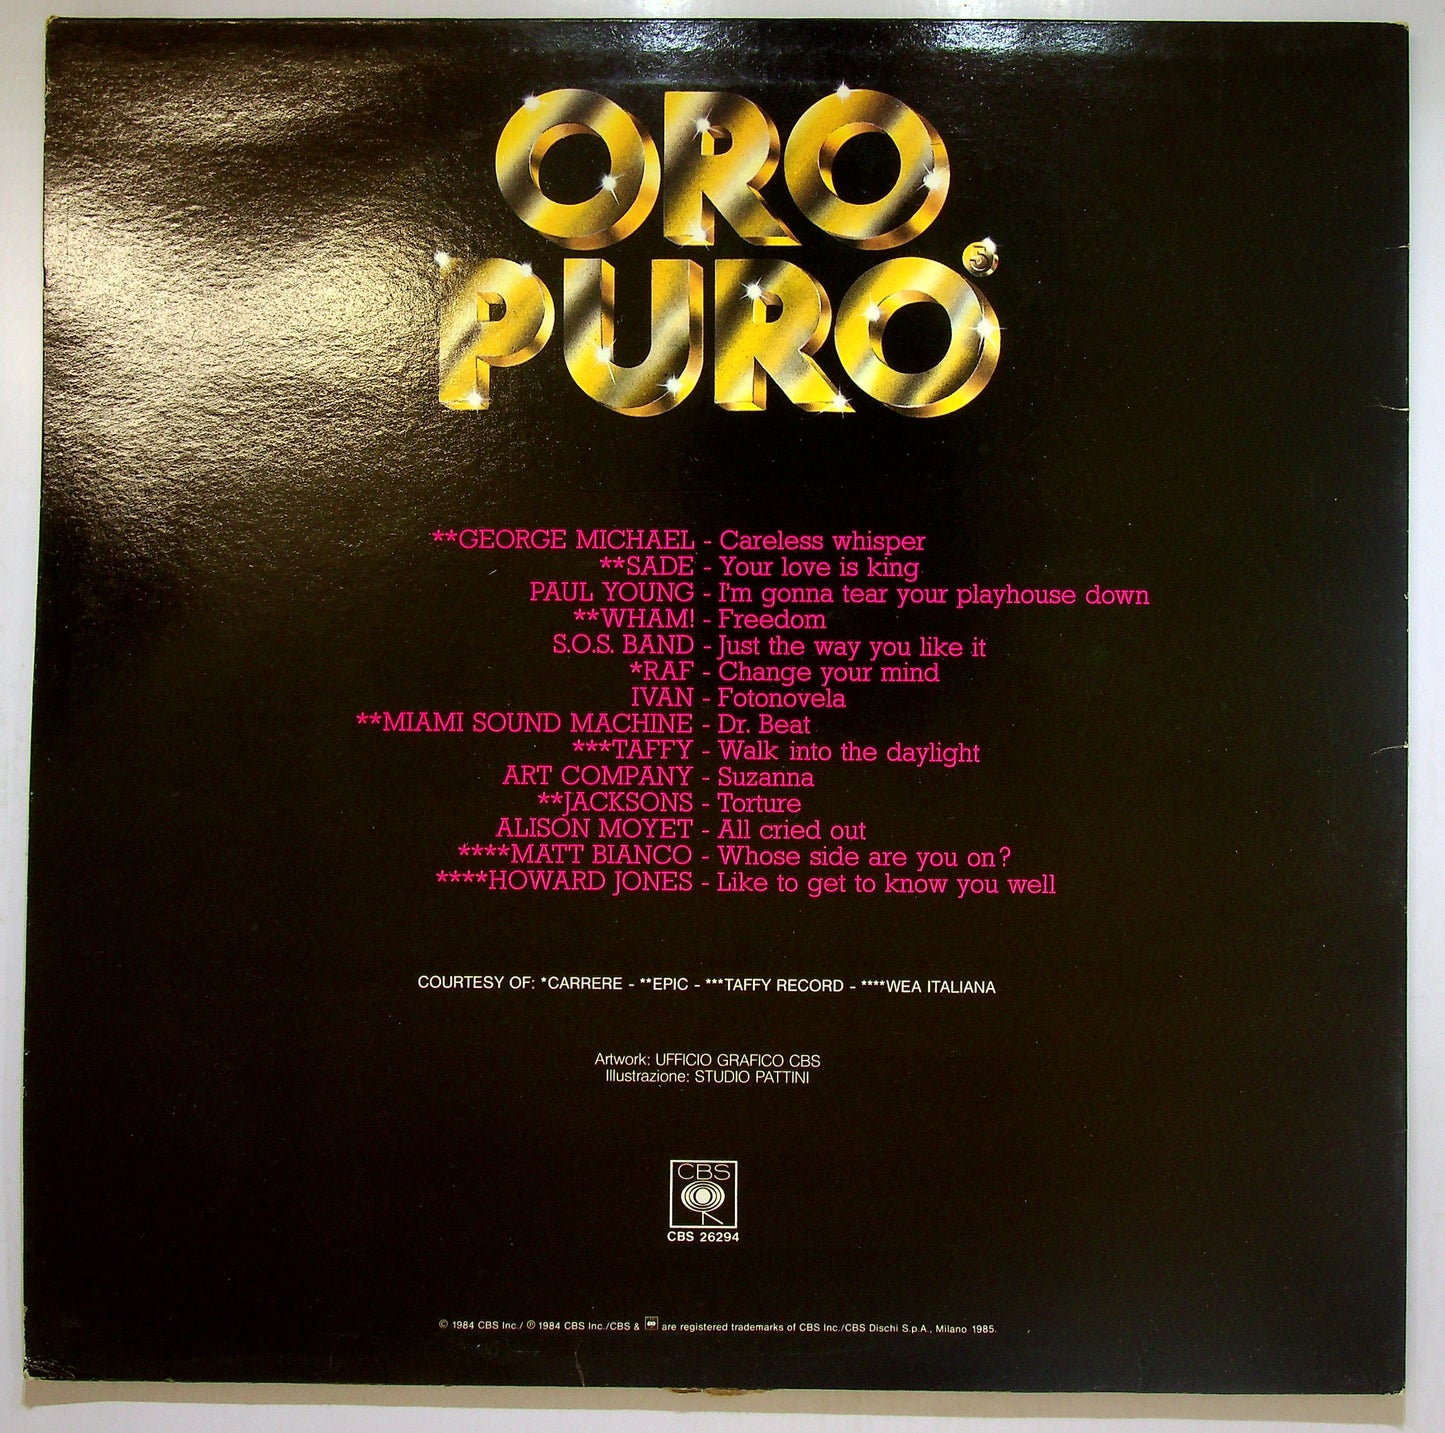 ORO
PURO 5
**GEORGE MICHAEL - Careless whisper
**SADE - Your love is king
PAUL YOUNG - I'm gonna tear your playhouse down
**WHAM! - Freedom
S.O.S. BAND - Just the way you like it
*RAF - Change your mind
IVAN - Fotonovela
**MIAMI SOUND MACHINE - Dr. Beat
***TAFFY - Walk into the daylight
ART COMPANY - Suzanna
**JACKSONS - Torture
ALISON MOYET - All cried out
****MATT BIANCO - Whose side are you on?
****HOWARD JONES - Like to get to know you well
COURTESY OF: *CARRERE - **EPIC - ***TAFFY RECORD - ****WEA ITALIANA
Artwork: UFFICIO GRAFICO CBS
Illustrazione: STUDIO PATTINI
CBS
CBS 26294
© 1984 CBS Inc./ ℗ 1984 CBS Inc./CBS & are registered trademarks of CBS Inc./CBS Dischi S.p.A., Milano 1985.